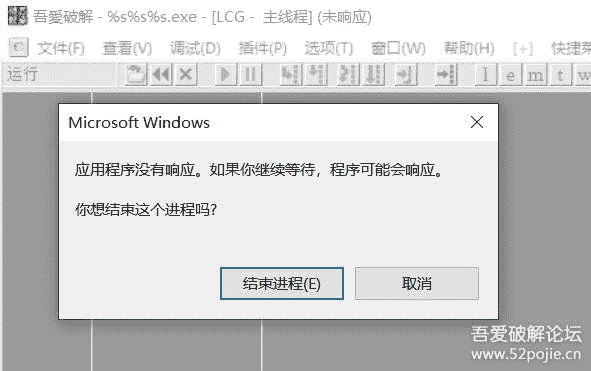 吾愛破解 - %s%s%s.exe - [LCG - 主线程] (未响应)
文件(F) 查看(V) 调试(D) 插件(P) 选项(T) 窗口(W) 帮助(H) [+] 快捷菜
运行 l e m t w
Microsoft Windows
应用程序没有响应。如果你继续等待，程序可能会响应。
你想结束这个进程吗?
结束进程(E) 取消
吾爱破解论坛
www.52pojie.cn